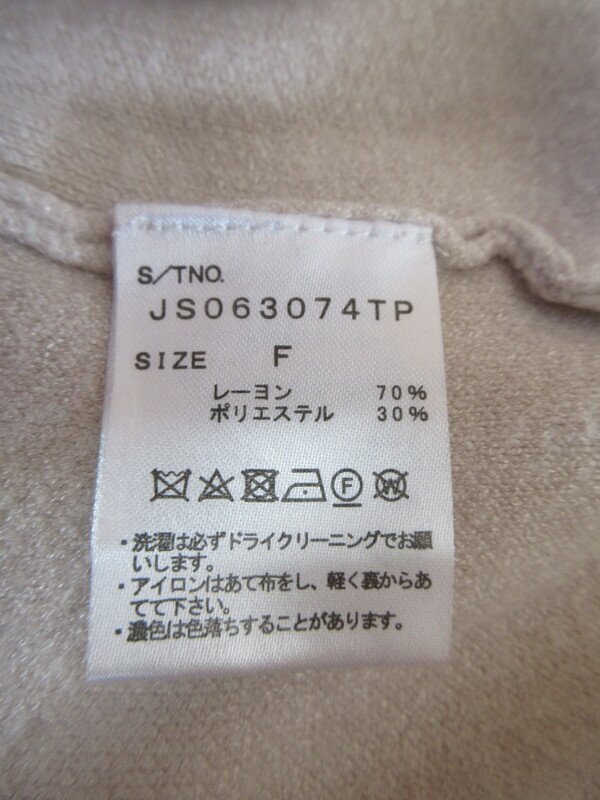 S/TNO.
JS063074TP
SIZE F
レーヨン 70%
ポリエステル 30%
F W
・洗濯は必ずドライクリーニングでお願
いします。
・アイロンはあて布をし、軽く裏からあ
てて下さい。
・濃色は色落ちすることがあります。